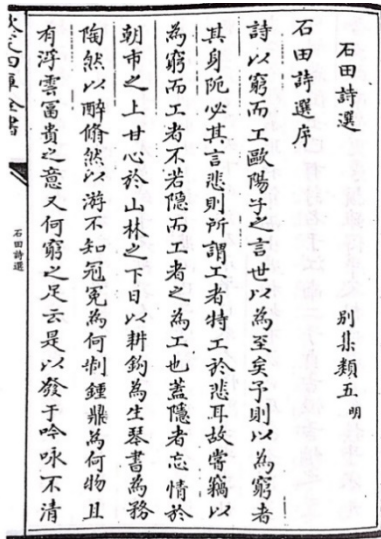 石田詩選　別集類五 明
石田詩選序
詩以窮而工歐陽子之言世以為至矣予則以為窮者
其身阨必其言悲則所謂工者特工於悲耳故嘗竊以
為窮而工者不若隱而工者之為工也蓋隱者忘情於
朝市之上甘心於山林之下日以耕釣為生琴書為務
陶然以醉翛然以游不知冠冕為何制鍾鼎為何物且
有浮雲富貴之意又何窮之足云是以發于吟咏不清
欽定四庫全書
石田詩選